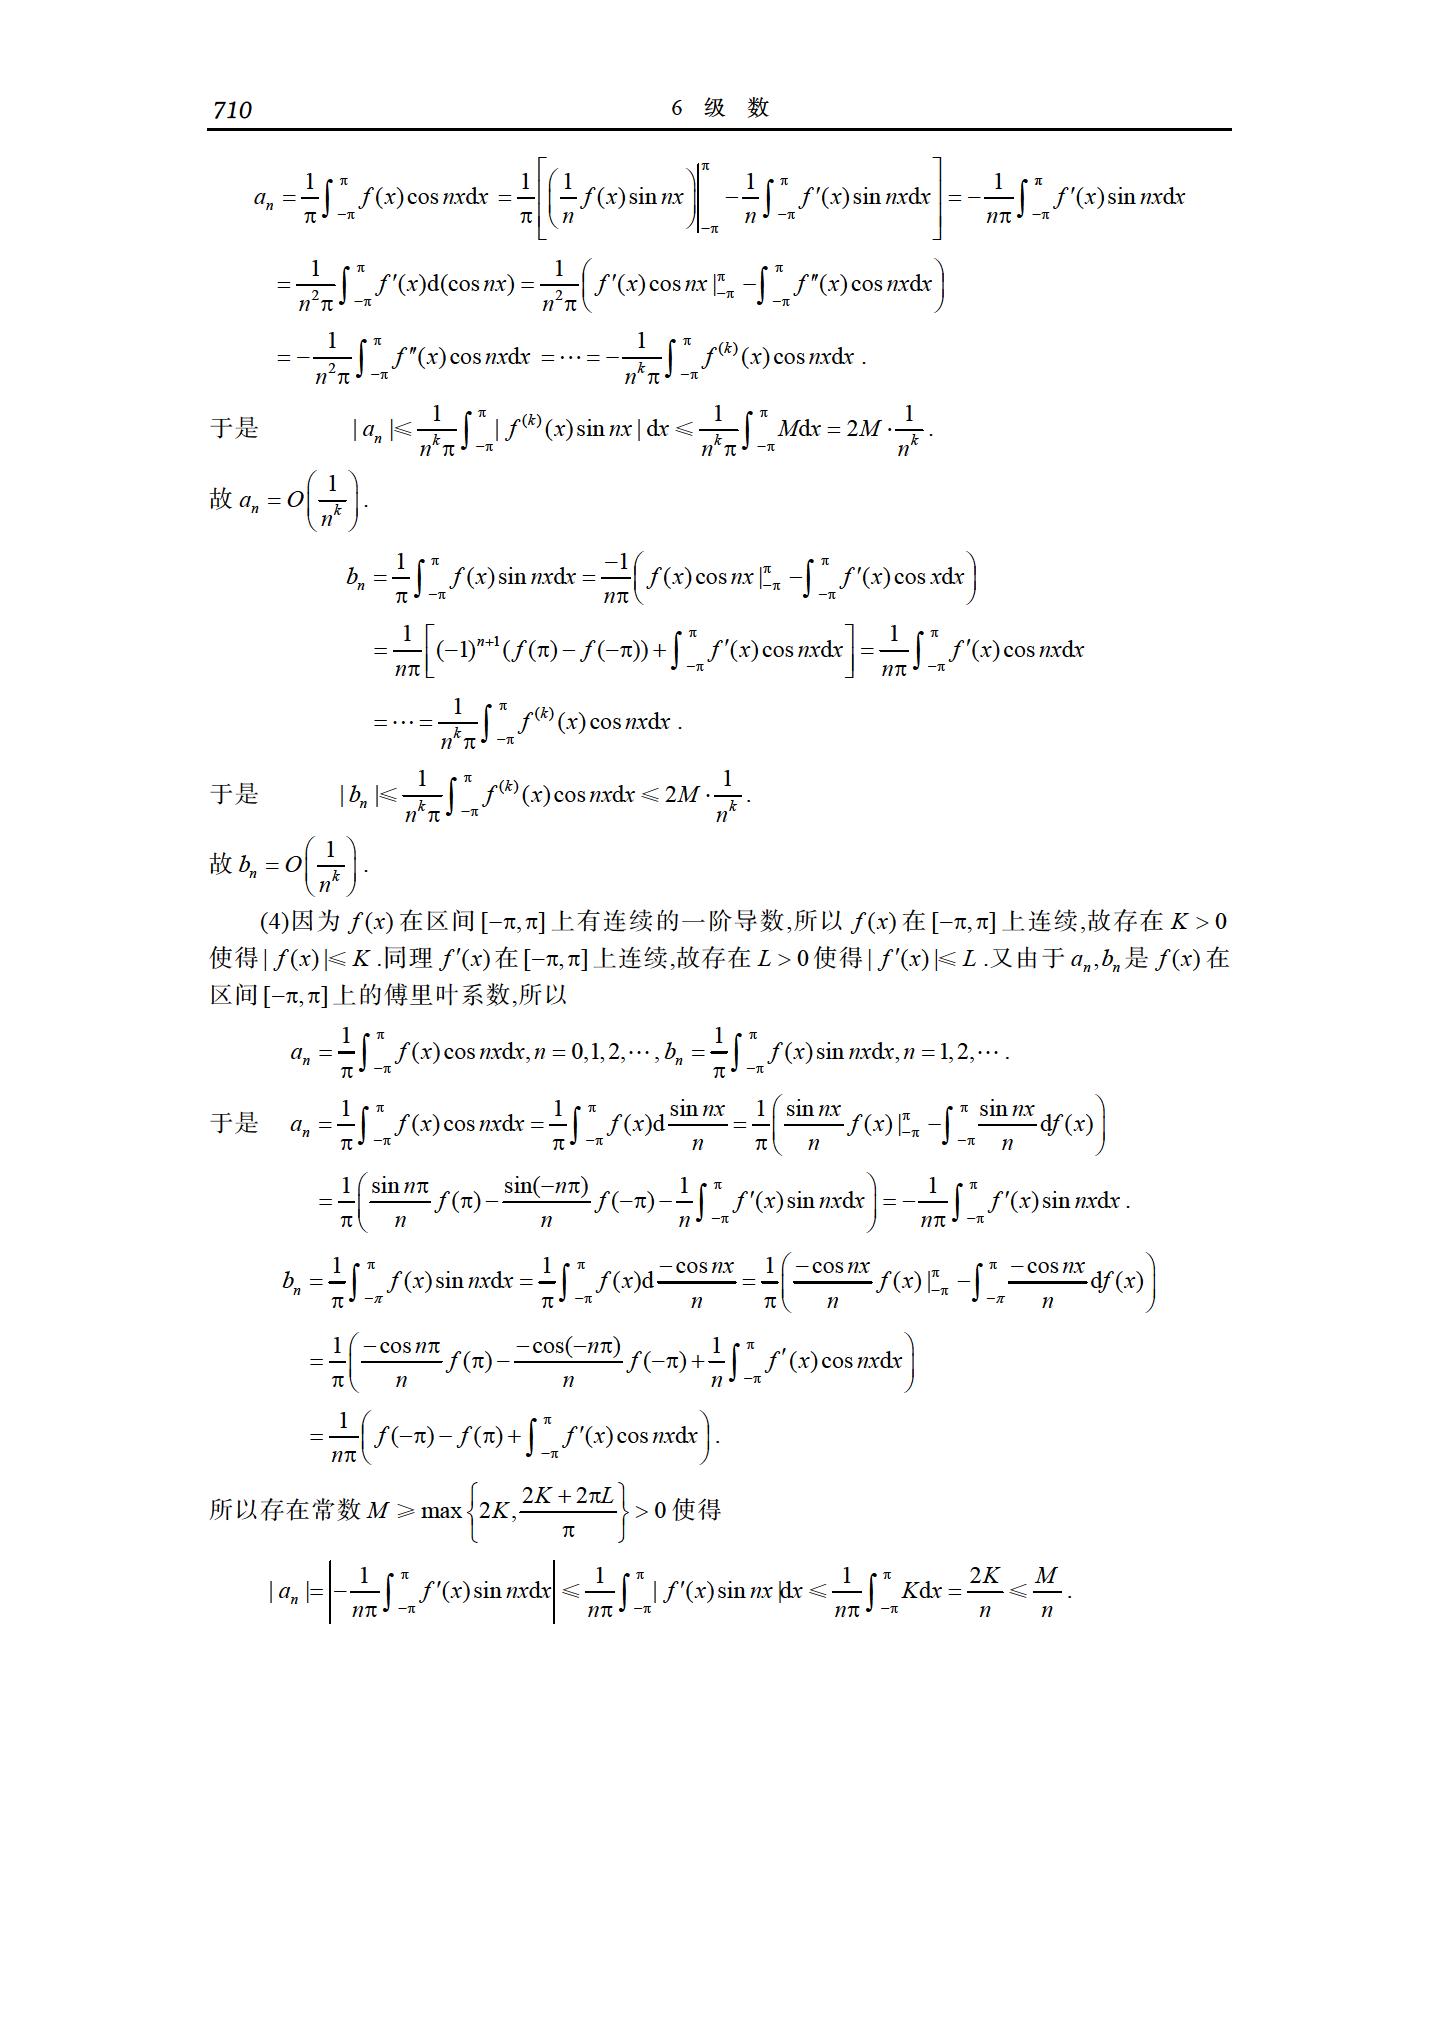 710 6 级 数
$a_n = \frac{1}{\pi}\int_{-\pi}^{\pi} f(x)\cos nx\mathrm{d}x = \frac{1}{\pi}\left[\left(\frac{1}{n}f(x)\sin nx\right)\Big|_{-\pi}^{\pi} - \frac{1}{n}\int_{-\pi}^{\pi} f'(x)\sin nx\mathrm{d}x\right] = -\frac{1}{n\pi}\int_{-\pi}^{\pi} f'(x)\sin nx\mathrm{d}x$
$= \frac{1}{n^2\pi}\int_{-\pi}^{\pi} f'(x)\mathrm{d}(\cos nx) = \frac{1}{n^2\pi}\left(f'(x)\cos nx|_{-\pi}^{\pi} - \int_{-\pi}^{\pi} f''(x)\cos nx\mathrm{d}x\right)$
$= -\frac{1}{n^2\pi}\int_{-\pi}^{\pi} f''(x)\cos nx\mathrm{d}x = \cdots = -\frac{1}{n^k\pi}\int_{-\pi}^{\pi} f^{(k)}(x)\cos nx\mathrm{d}x$ .
于是 $|a_n| \leqslant \frac{1}{n^k\pi}\int_{-\pi}^{\pi} |f^{(k)}(x)\sin nx|\mathrm{d}x \leqslant \frac{1}{n^k\pi}\int_{-\pi}^{\pi} M\mathrm{d}x = 2M\cdot\frac{1}{n^k}$ .
故 $a_n = O\left(\frac{1}{n^k}\right)$ .
$b_n = \frac{1}{\pi}\int_{-\pi}^{\pi} f(x)\sin nx\mathrm{d}x = \frac{-1}{n\pi}\left(f(x)\cos nx|_{-\pi}^{\pi} - \int_{-\pi}^{\pi} f'(x)\cos x\mathrm{d}x\right)$
$= \frac{1}{n\pi}\left[(-1)^{n+1}(f(\pi)-f(-\pi)) + \int_{-\pi}^{\pi} f'(x)\cos nx\mathrm{d}x\right] = \frac{1}{n\pi}\int_{-\pi}^{\pi} f'(x)\cos nx\mathrm{d}x$
$= \cdots = \frac{1}{n^k\pi}\int_{-\pi}^{\pi} f^{(k)}(x)\cos nx\mathrm{d}x$ .
于是 $|b_n| \leqslant \frac{1}{n^k\pi}\int_{-\pi}^{\pi} f^{(k)}(x)\cos nx\mathrm{d}x \leqslant 2M\cdot\frac{1}{n^k}$ .
故 $b_n = O\left(\frac{1}{n^k}\right)$ .
(4)因为 $f(x)$ 在区间 $[-\pi,\pi]$ 上有连续的一阶导数,所以 $f(x)$ 在 $[-\pi,\pi]$ 上连续,故存在 $K>0$
使得 $|f(x)|\leqslant K$ .同理 $f'(x)$ 在 $[-\pi,\pi]$ 上连续,故存在 $L>0$ 使得 $|f'(x)|\leqslant L$ .又由于 $a_n,b_n$ 是 $f(x)$ 在
区间 $[-\pi,\pi]$ 上的傅里叶系数,所以
$a_n = \frac{1}{\pi}\int_{-\pi}^{\pi} f(x)\cos nx\mathrm{d}x, n=0,1,2,\cdots, b_n = \frac{1}{\pi}\int_{-\pi}^{\pi} f(x)\sin nx\mathrm{d}x, n=1,2,\cdots$ .
于是 $a_n = \frac{1}{\pi}\int_{-\pi}^{\pi} f(x)\cos nx\mathrm{d}x = \frac{1}{\pi}\int_{-\pi}^{\pi} f(x)\mathrm{d}\frac{\sin nx}{n} = \frac{1}{\pi}\left(\frac{\sin nx}{n}f(x)|_{-\pi}^{\pi} - \int_{-\pi}^{\pi}\frac{\sin nx}{n}\mathrm{d}f(x)\right)$
$= \frac{1}{\pi}\left(\frac{\sin n\pi}{n}f(\pi) - \frac{\sin(-n\pi)}{n}f(-\pi) - \frac{1}{n}\int_{-\pi}^{\pi} f'(x)\sin nx\mathrm{d}x\right) = -\frac{1}{n\pi}\int_{-\pi}^{\pi} f'(x)\sin nx\mathrm{d}x$ .
$b_n = \frac{1}{\pi}\int_{-\pi}^{\pi} f(x)\sin nx\mathrm{d}x = \frac{1}{\pi}\int_{-\pi}^{\pi} f(x)\mathrm{d}\frac{-\cos nx}{n} = \frac{1}{\pi}\left(\frac{-\cos nx}{n}f(x)|_{-\pi}^{\pi} - \int_{-\pi}^{\pi}\frac{-\cos nx}{n}\mathrm{d}f(x)\right)$
$= \frac{1}{\pi}\left(\frac{-\cos n\pi}{n}f(\pi) - \frac{-\cos(-n\pi)}{n}f(-\pi) + \frac{1}{n}\int_{-\pi}^{\pi} f'(x)\cos nx\mathrm{d}x\right)$
$= \frac{1}{n\pi}\left(f(-\pi) - f(\pi) + \int_{-\pi}^{\pi} f'(x)\cos nx\mathrm{d}x\right)$ .
所以存在常数 $M \geqslant \max\left\{2K, \frac{2K+2\pi L}{\pi}\right\} > 0$ 使得
$|a_n| = \left|-\frac{1}{n\pi}\int_{-\pi}^{\pi} f'(x)\sin nx\mathrm{d}x\right| \leqslant \frac{1}{n\pi}\int_{-\pi}^{\pi} |f'(x)\sin nx|\mathrm{d}x \leqslant \frac{1}{n\pi}\int_{-\pi}^{\pi} K\mathrm{d}x = \frac{2K}{n} \leqslant \frac{M}{n}$ .